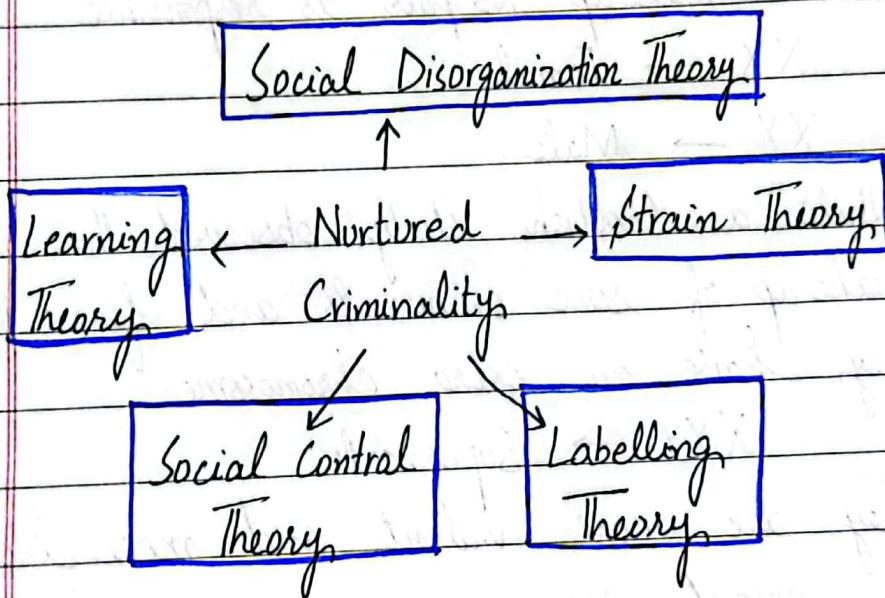 Social Disorganization Theory
Learning
Theory
Nurtured
Criminality
Strain Theory
Social Control
Theory
Labelling
Theory